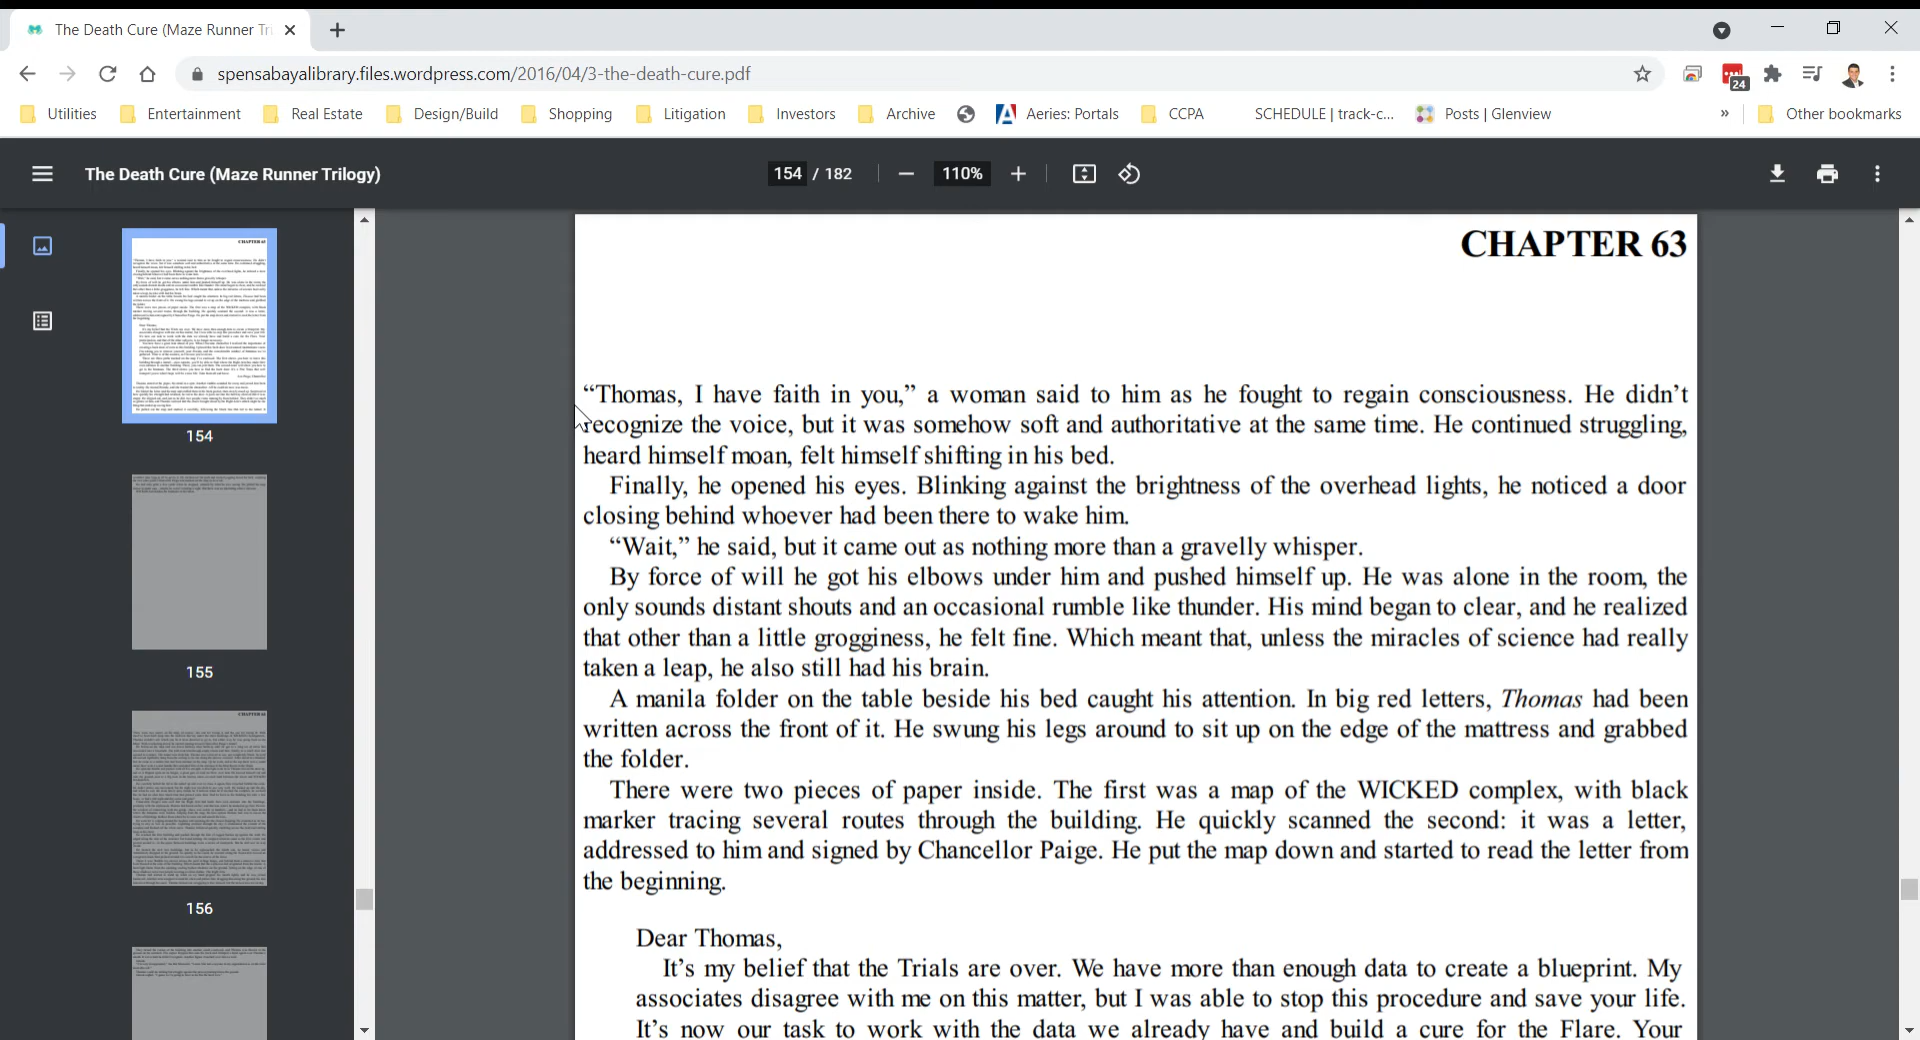 The Death Cure (Maze Runner Tri
spensabayalibrary.files.wordpress.com/2016/04/3-the-death-cure.pdf
24
Utilities Entertainment Real Estate Design/Build Shopping Litigation Investors Archive Aeries: Portals CCPA SCHEDULE | track-c... Posts | Glenview » Other bookmarks
The Death Cure (Maze Runner Trilogy) 154 / 182 110%
154
155
156
CHAPTER 63
“Thomas, I have faith in you,” a woman said to him as he fought to regain consciousness. He didn’t
recognize the voice, but it was somehow soft and authoritative at the same time. He continued struggling,
heard himself moan, felt himself shifting in his bed.
Finally, he opened his eyes. Blinking against the brightness of the overhead lights, he noticed a door
closing behind whoever had been there to wake him.
“Wait,” he said, but it came out as nothing more than a gravelly whisper.
By force of will he got his elbows under him and pushed himself up. He was alone in the room, the
only sounds distant shouts and an occasional rumble like thunder. His mind began to clear, and he realized
that other than a little grogginess, he felt fine. Which meant that, unless the miracles of science had really
taken a leap, he also still had his brain.
A manila folder on the table beside his bed caught his attention. In big red letters, Thomas had been
written across the front of it. He swung his legs around to sit up on the edge of the mattress and grabbed
the folder.
There were two pieces of paper inside. The first was a map of the WICKED complex, with black
marker tracing several routes through the building. He quickly scanned the second: it was a letter,
addressed to him and signed by Chancellor Paige. He put the map down and started to read the letter from
the beginning.
Dear Thomas,
It’s my belief that the Trials are over. We have more than enough data to create a blueprint. My
associates disagree with me on this matter, but I was able to stop this procedure and save your life.
It’s now our task to work with the data we already have and build a cure for the Flare. Your